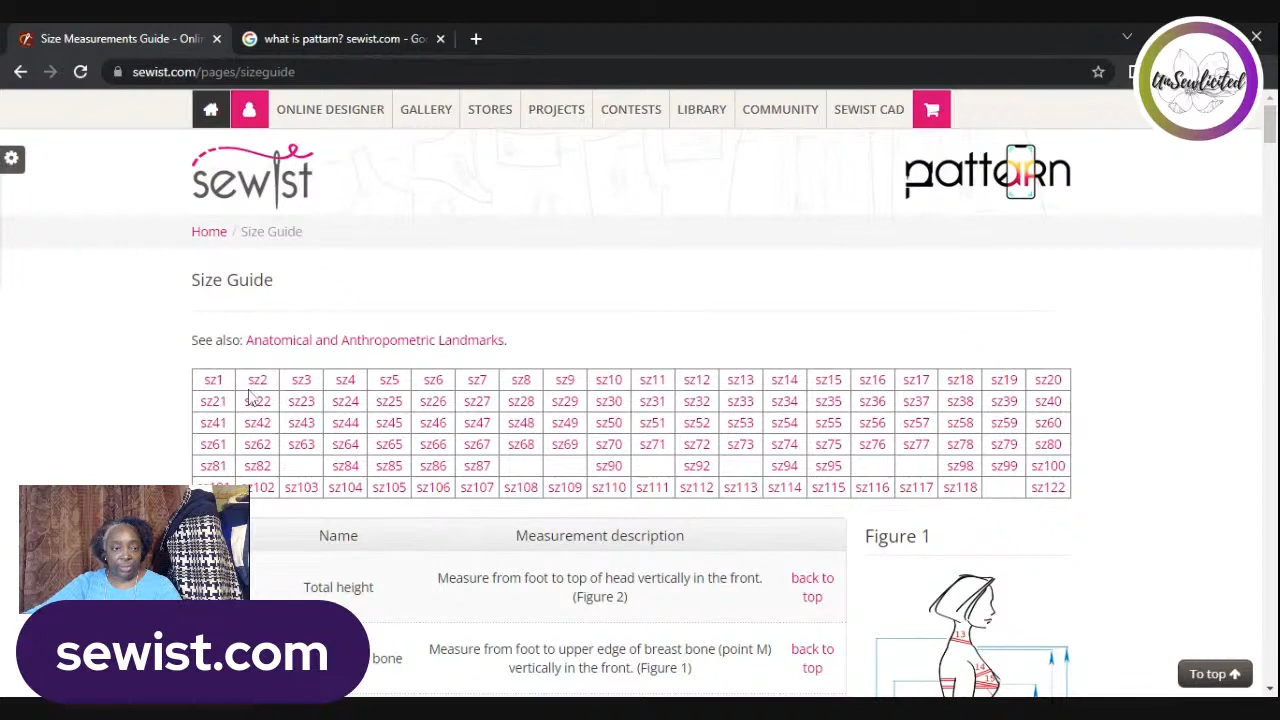 Size Measurements Guide - Onli
what is pattarn? sewist.com - Go
sewist.com/pages/sizeguide
UnSewlicited
ONLINE DESIGNER GALLERY STORES PROJECTS CONTESTS LIBRARY COMMUNITY SEWIST CAD
sewist
pattarn
Home / Size Guide
Size Guide
See also: Anatomical and Anthropometric Landmarks.
sz1 sz2 sz3 sz4 sz5 sz6 sz7 sz8 sz9 sz10 sz11 sz12 sz13 sz14 sz15 sz16 sz17 sz18 sz19 sz20
sz21 sz22 sz23 sz24 sz25 sz26 sz27 sz28 sz29 sz30 sz31 sz32 sz33 sz34 sz35 sz36 sz37 sz38 sz39 sz40
sz41 sz42 sz43 sz44 sz45 sz46 sz47 sz48 sz49 sz50 sz51 sz52 sz53 sz54 sz55 sz56 sz57 sz58 sz59 sz60
sz61 sz62 sz63 sz64 sz65 sz66 sz67 sz68 sz69 sz70 sz71 sz72 sz73 sz74 sz75 sz76 sz77 sz78 sz79 sz80
sz81 sz82 sz84 sz85 sz86 sz87 sz90 sz92 sz94 sz95 sz98 sz99 sz100
sz101 sz102 sz103 sz104 sz105 sz106 sz107 sz108 sz109 sz110 sz111 sz112 sz113 sz114 sz115 sz116 sz117 sz118 sz122
Name Measurement description
Figure 1
Total height
Measure from foot to top of head vertically in the front.
(Figure 2)
back to
top
bone
Measure from foot to upper edge of breast bone (point M)
vertically in the front. (Figure 1)
back to
top
13
14
To top
sewist.com